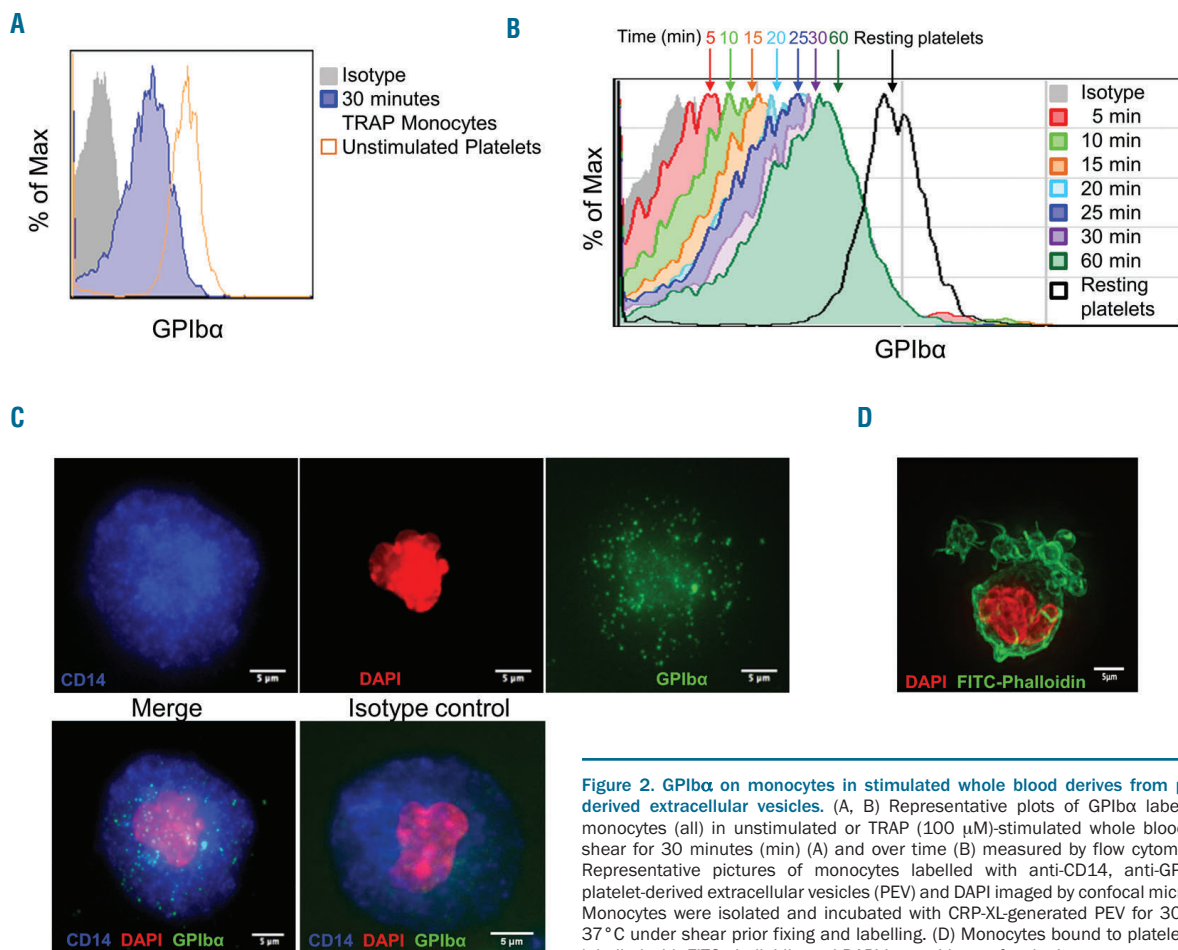 A
% of Max
GPIbα
Isotype
30 minutes
TRAP Monocytes
Unstimulated Platelets
B
Time (min) 5 10 15 20 25 30 60 Resting platelets
% of Max
GPIbα
Isotype
5 min
10 min
15 min
20 min
25 min
30 min
60 min
Resting
platelets
C
CD14
5 µm
DAPI
5 µm
GPIbα
5 µm
Merge
CD14 DAPI GPIbα
Isotype control
CD14 DAPI GPIbα
5 µm
D
DAPI FITC-Phalloidin
5µm
Figure 2. GPIbα on monocytes in stimulated whole blood derives from
derived extracellular vesicles. (A, B) Representative plots of GPIbα
monocytes (all) in unstimulated or TRAP (100 µM)-stimulated whole
shear for 30 minutes (min) (A) and over time (B) measured by flow
Representative pictures of monocytes labelled with anti-CD14,
platelet-derived extracellular vesicles (PEV) and DAPI imaged by confocal
Monocytes were isolated and incubated with CRP-XL-generated PEV for 30
37°C under shear prior fixing and labelling. (D) Monocytes bound to